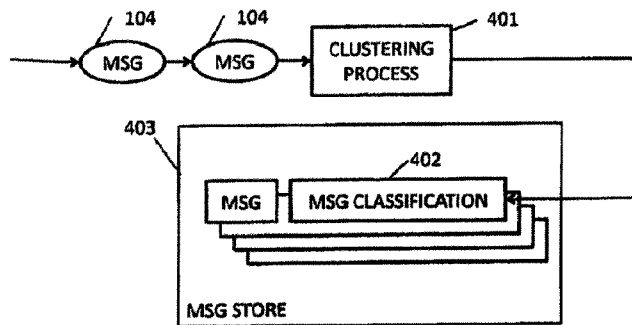 104
104
401
MSG
MSG
CLUSTERING
PROCESS
403
402
MSG
MSG CLASSIFICATION
MSG STORE